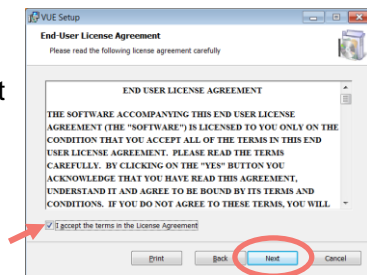 VUE Setup
End-User License Agreement
Please read the following license agreement carefully
t
END USER LICENSE AGREEMENT
THE SOFTWARE ACCOMPANYING THIS END USER LICENSE
AGREEMENT (THE "SOFTWARE") IS LICENSED TO YOU ONLY ON THE
CONDITION THAT YOU ACCEPT ALL OF THE TERMS IN THIS END
USER LICENSE AGREEMENT. PLEASE READ THE TERMS
CAREFULLY. BY CLICKING ON THE "YES" BUTTON YOU
ACKNOWLEDGE THAT YOU HAVE READ THIS AGREEMENT,
UNDERSTAND IT AND AGREE TO BE BOUND BY ITS TERMS AND
CONDITIONS. IF YOU DO NOT AGREE TO THESE TERMS, YOU WILL
I accept the terms in the License Agreement
Print Back Next Cancel